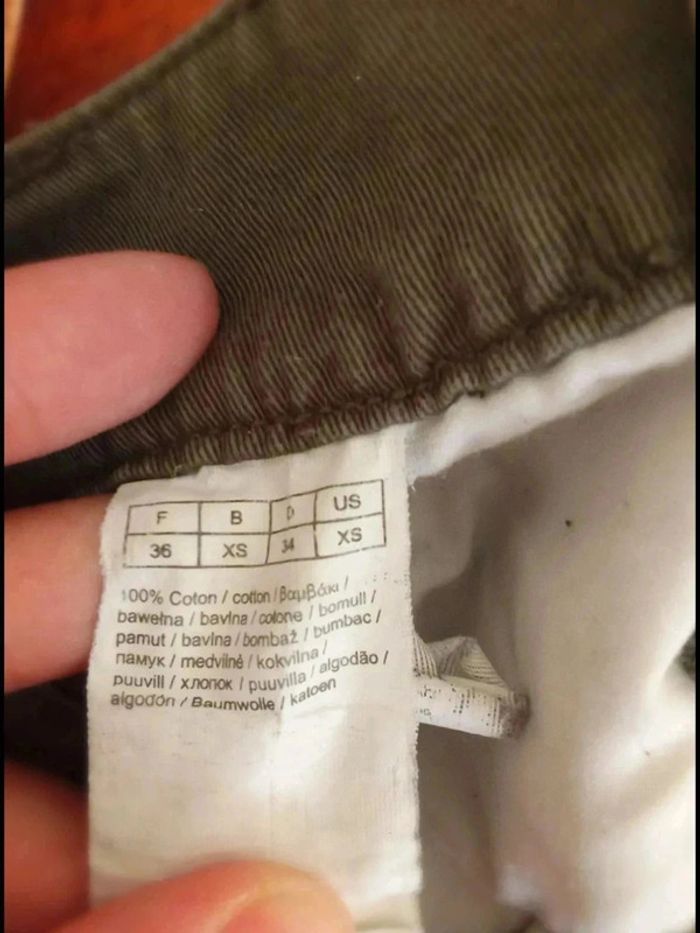 F B D US
36 XS 34 XS
100% Coton / cotton / βαμβάκι /
bawełna / bavlna / cotone / bomull /
pamut / bavlna / bombaž / bumbac /
памук / medvilnė / kokvilna /
puuvill / хлопок / puuvilla / algodão /
algodón / Baumwolle / katoen